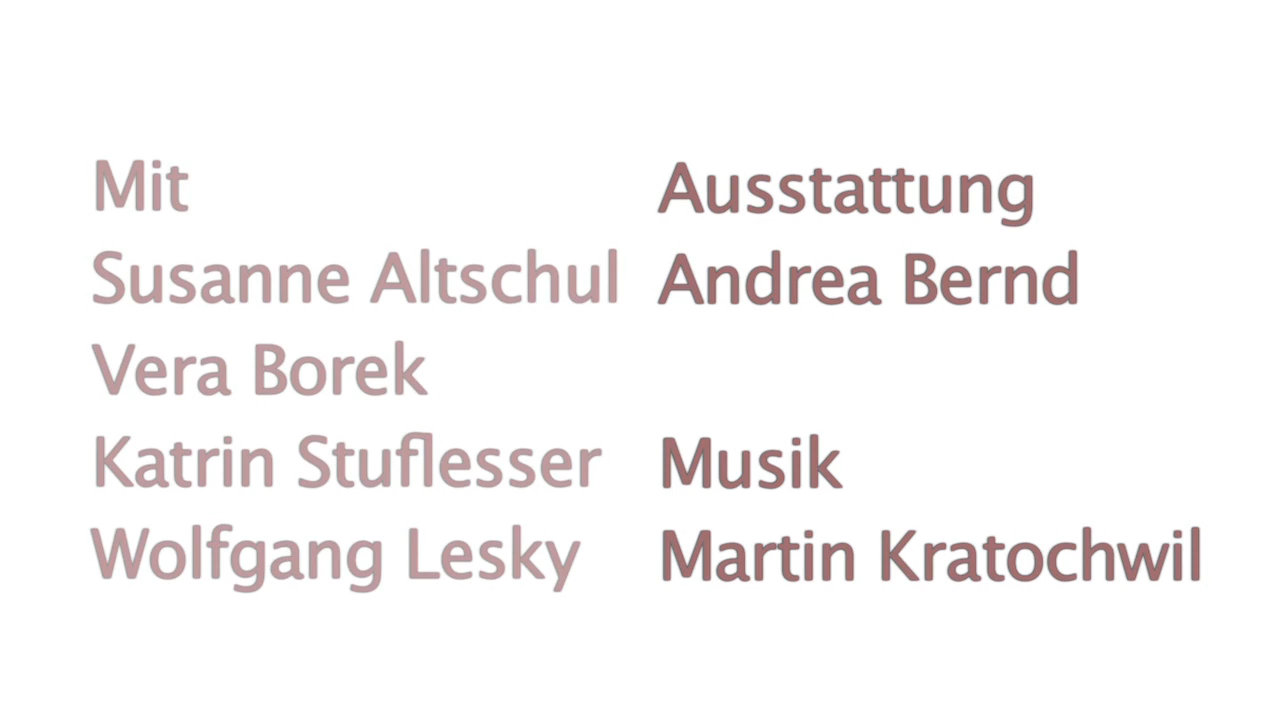 Mit
Susanne Altschul
Vera Borek
Katrin Stuflesser
Wolfgang Lesky
Ausstattung
Andrea Bernd
Musik
Martin Kratochwil